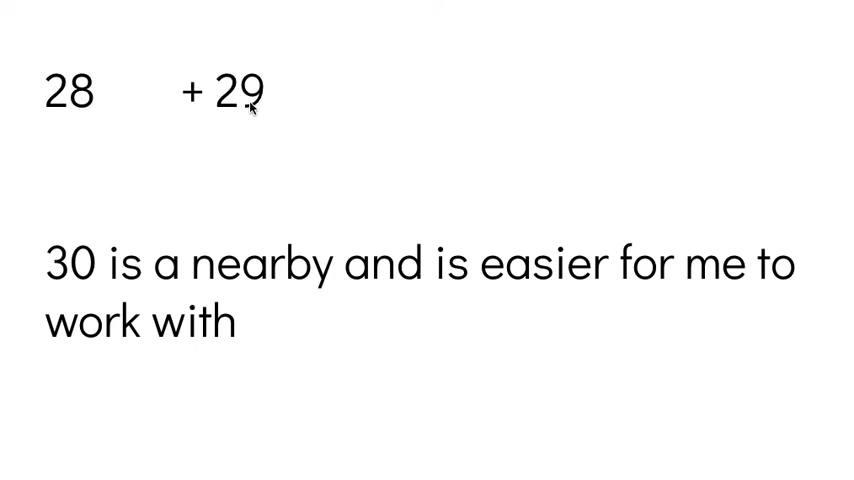 28 + 29
30 is a nearby and is easier for me to
work with